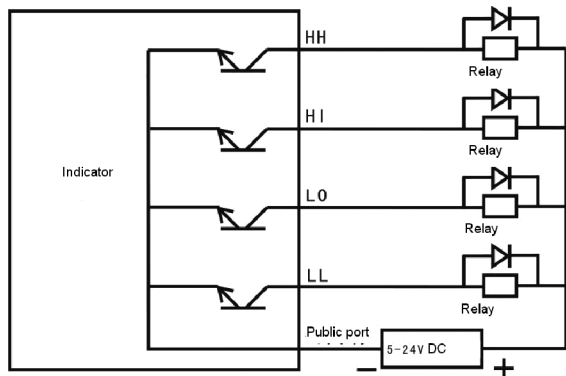 HH
Relay
HI
Relay
Indicator
LO
Relay
LL
Relay
Public port
5-24V DC
− +